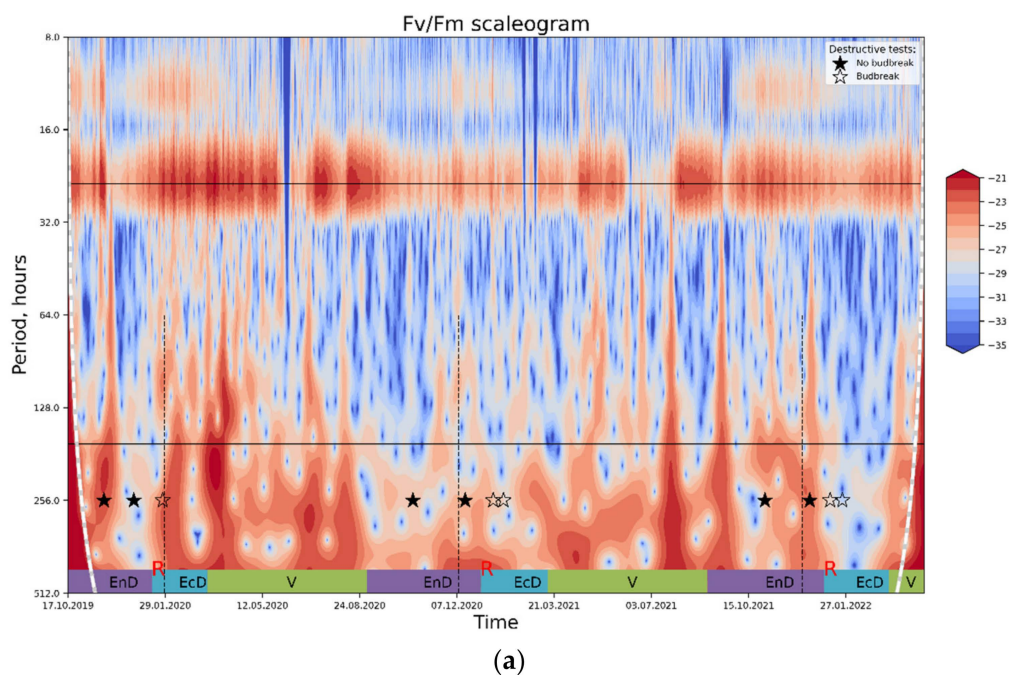 Fv/Fm scaleogram
8.0
16.0
32.0
64.0
128.0
256.0
512.0
Period, hours
Destructive tests:
No budbreak
Budbreak
−21
−23
−25
−27
−29
−31
−33
−35
R R R
EnD EcD V EnD EcD V EnD EcD V
17.10.2019 29.01.2020 12.05.2020 24.08.2020 07.12.2020 21.03.2021 03.07.2021 15.10.2021 27.01.2022
Time
(a)